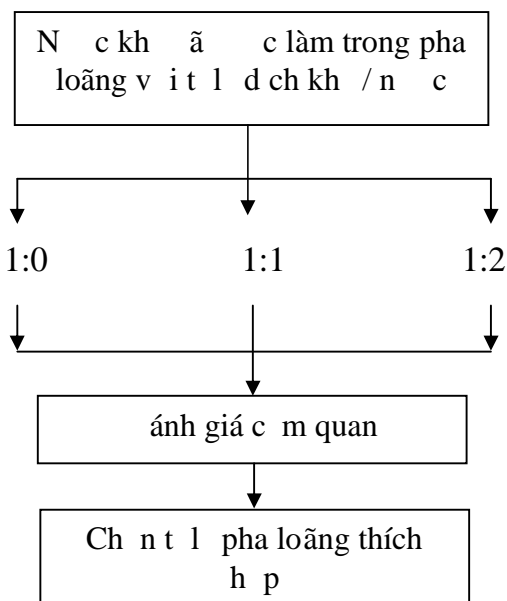 N c kh ã c làm trong pha
loãng v i t l d ch kh / n c
1:0 1:1 1:2
ánh giá c m quan
Ch n t l pha loãng thích
h p